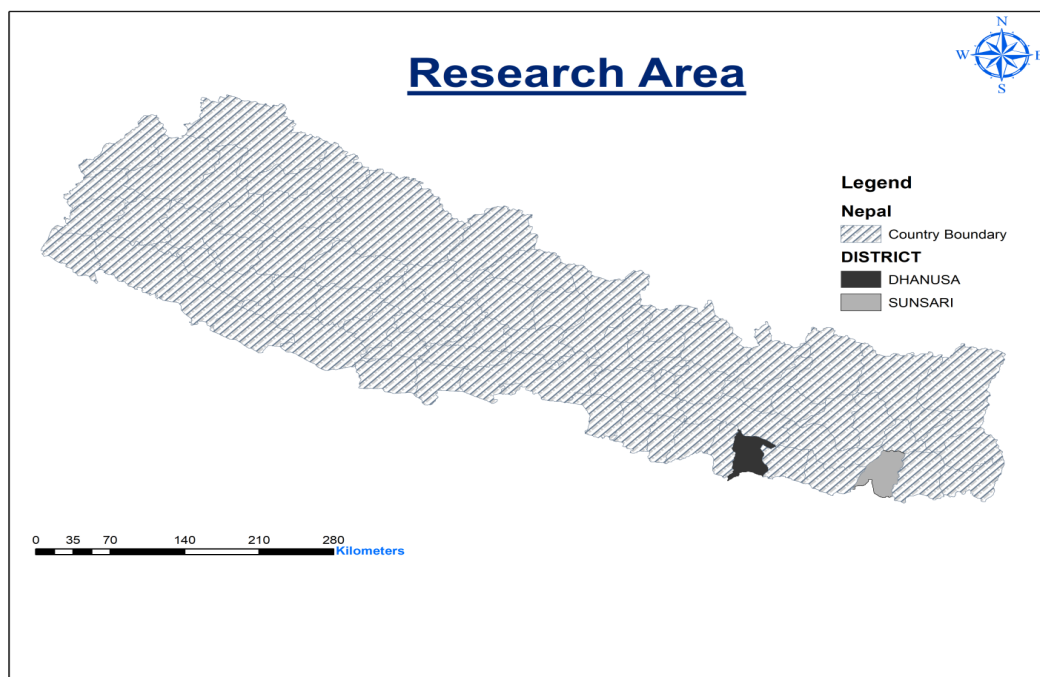 N
W E
S
Research Area
Legend
Nepal
Country Boundary
DISTRICT
DHANUSA
SUNSARI
0 35 70 140 210 280
Kilometers